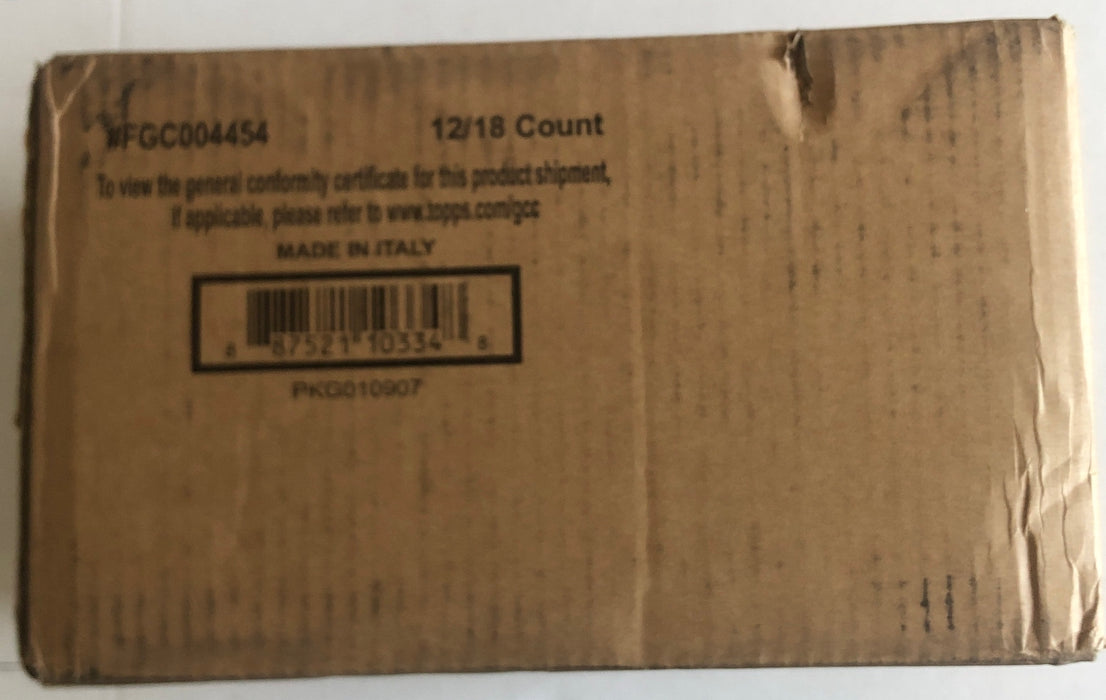 #FGC004454 12/18 Count
To view the general conformity certificate for this product shipment,
if applicable, please refer to www.topps.com/gcc
MADE IN ITALY
8 87521 10334 8
PKG010907